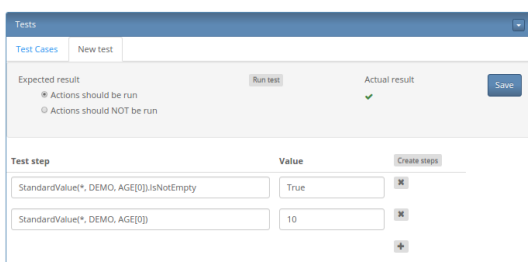 Tests
Test Cases New test
Expected result Run test Actual result Save
Actions should be run
Actions should NOT be run
Test step Value Create steps
StandardValue(*, DEMO, AGE[0]).IsNotEmpty True
StandardValue(*, DEMO, AGE[0]) 10